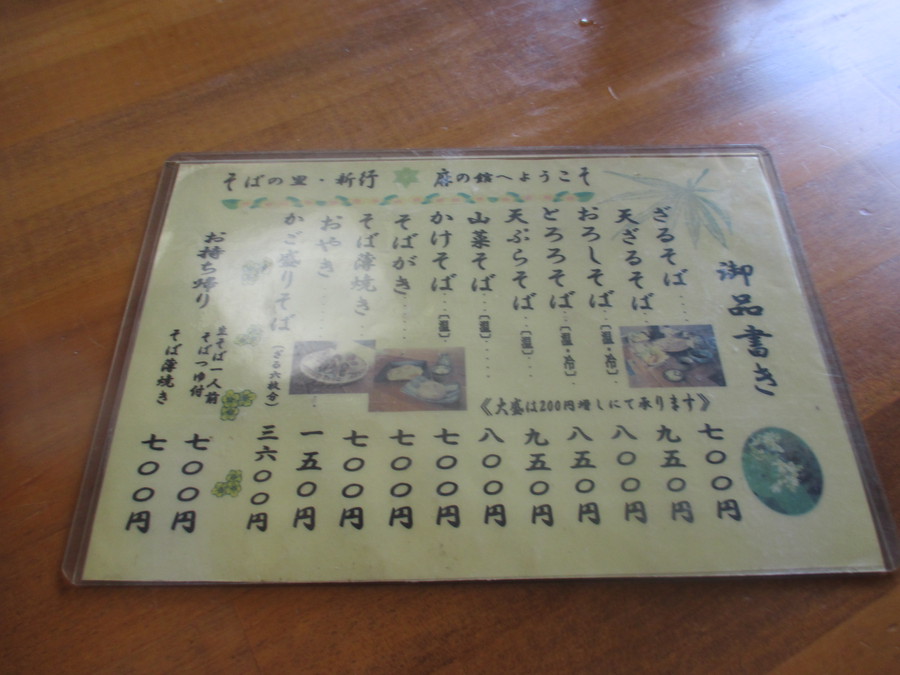 そばの里・新行 麻の館へようこそ
御品書き
ざるそば…… 七〇〇円
天ざるそば… 九五〇円
おろしそば…〔温・冷〕… 八〇〇円
とろろそば…〔温・冷〕… 八五〇円
天ぷらそば…〔温〕… 九五〇円
山菜そば…〔温〕…… 八〇〇円
かけそば…〔温〕… 七〇〇円
そばがき…… 七〇〇円
そば薄焼き… 七〇〇円
おやき…… 一五〇円
かご盛りそば(ざる六枚分) 三六〇〇円
《大盛は200円増しにて承ります》
お持ち帰り
生そば一人前
そばつゆ付 七〇〇円
そば薄焼き 七〇〇円